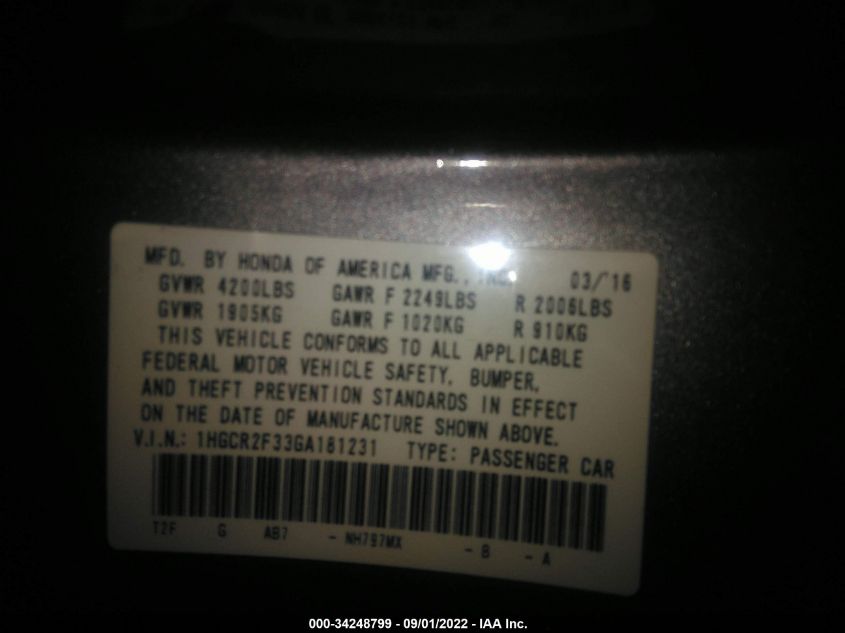 MFD. BY HONDA OF AMERICA MFG., INC. 03/'16
GVWR 4200LBS GAWR F 2249LBS R 2006LBS
GVWR 1905KG GAWR F 1020KG R 910KG
THIS VEHICLE CONFORMS TO ALL APPLICABLE
FEDERAL MOTOR VEHICLE SAFETY, BUMPER,
AND THEFT PREVENTION STANDARDS IN EFFECT
ON THE DATE OF MANUFACTURE SHOWN ABOVE.
V.I.N.: 1HGCR2F33GA181231 TYPE: PASSENGER CAR
T2F G AB7 - NH797MX - B - A
000-34248799 - 09/01/2022 - IAA Inc.